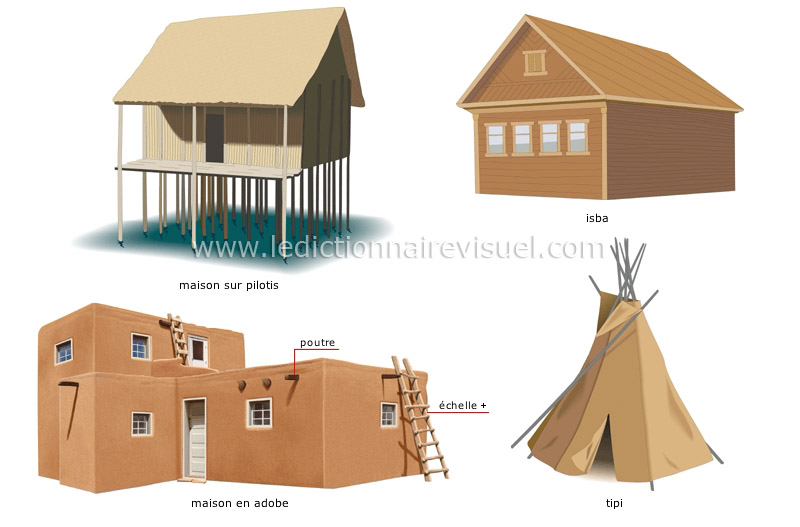 isba
www.ledictionnairevisuel.com
maison sur pilotis
poutre
échelle +
maison en adobe
tipi